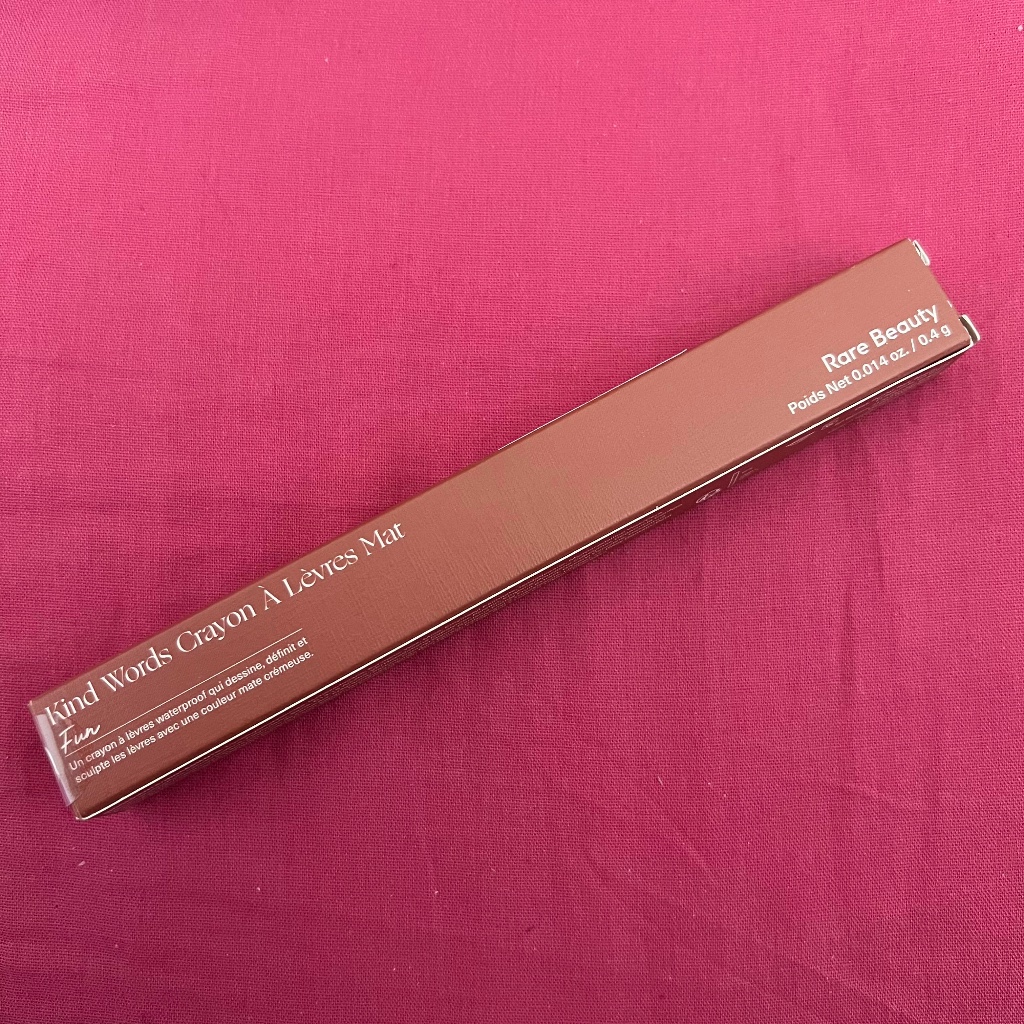 Kind Words Crayon À Lèvres Mat
Fun
Un crayon à lèvres waterproof qui dessine, définit et
sculpte les lèvres avec une couleur mate crémeuse.
Rare Beauty
Poids Net 0.014 oz. / 0.4 g